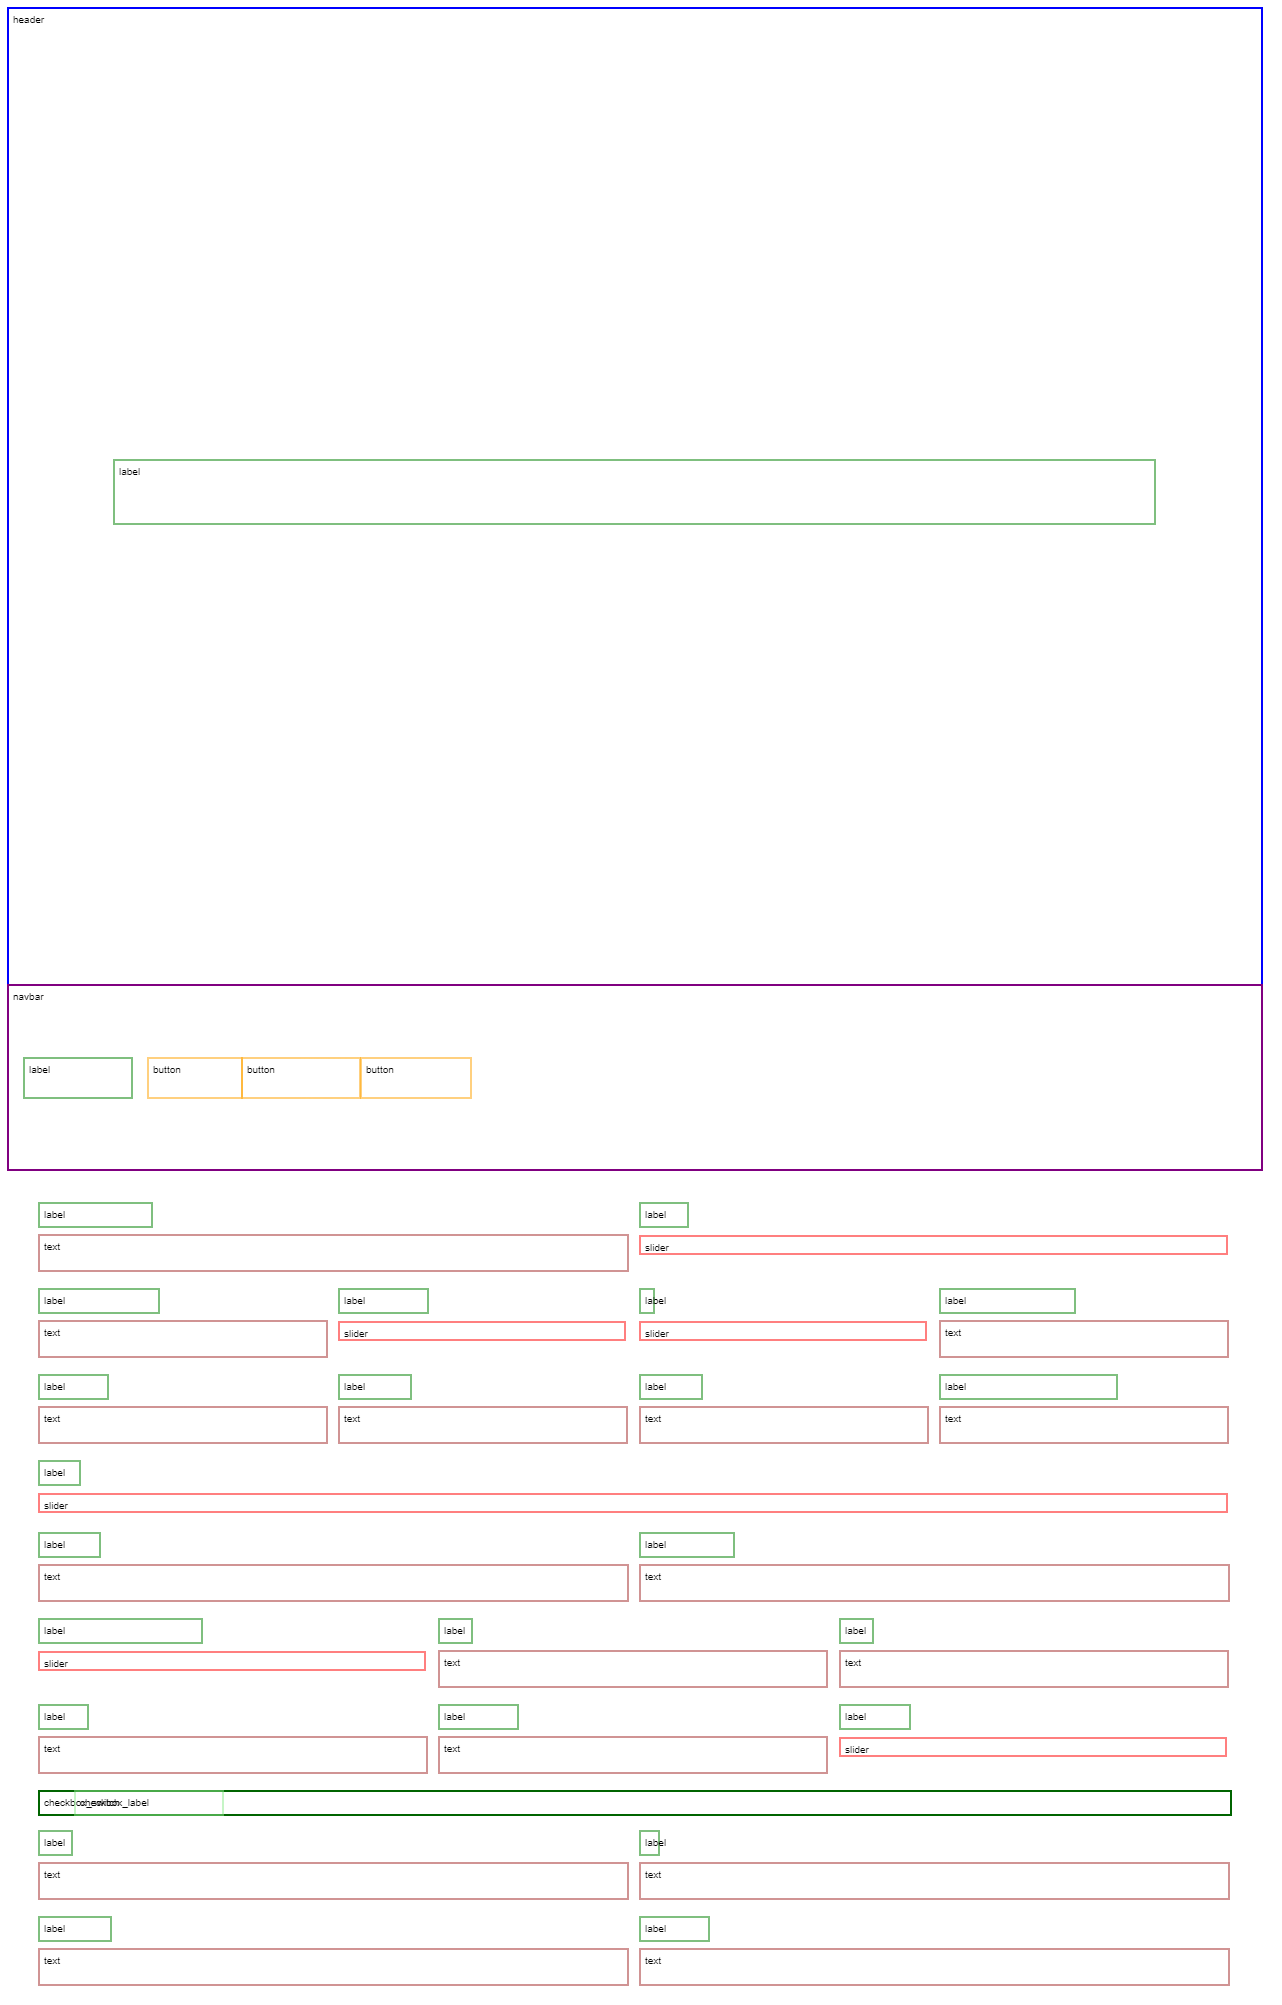 header
label
navbar
label button button button
label label
text slider
label label label label
text slider slider text
label label label label
text text text text
label
slider
label label
text text
label label label
slider text text
label label label
text text slider
checkbox_switch checkbox_label
label label
text text
label label
text text